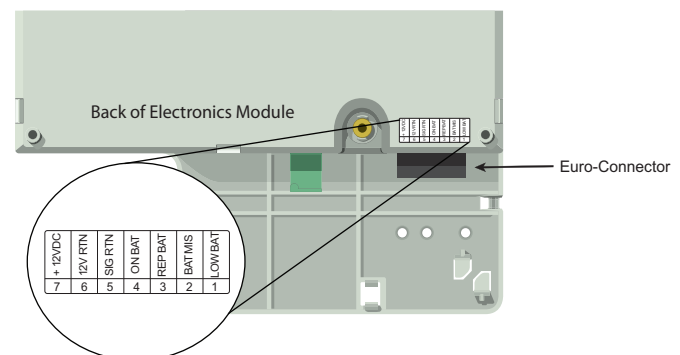 Back of Electronics Module
+ 12VDC
12V RTN
SIG RTN
ON BAT
REP BAT
BAT MIS
LOW BAT
7 6 5 4 3 2 1
Euro-Connector